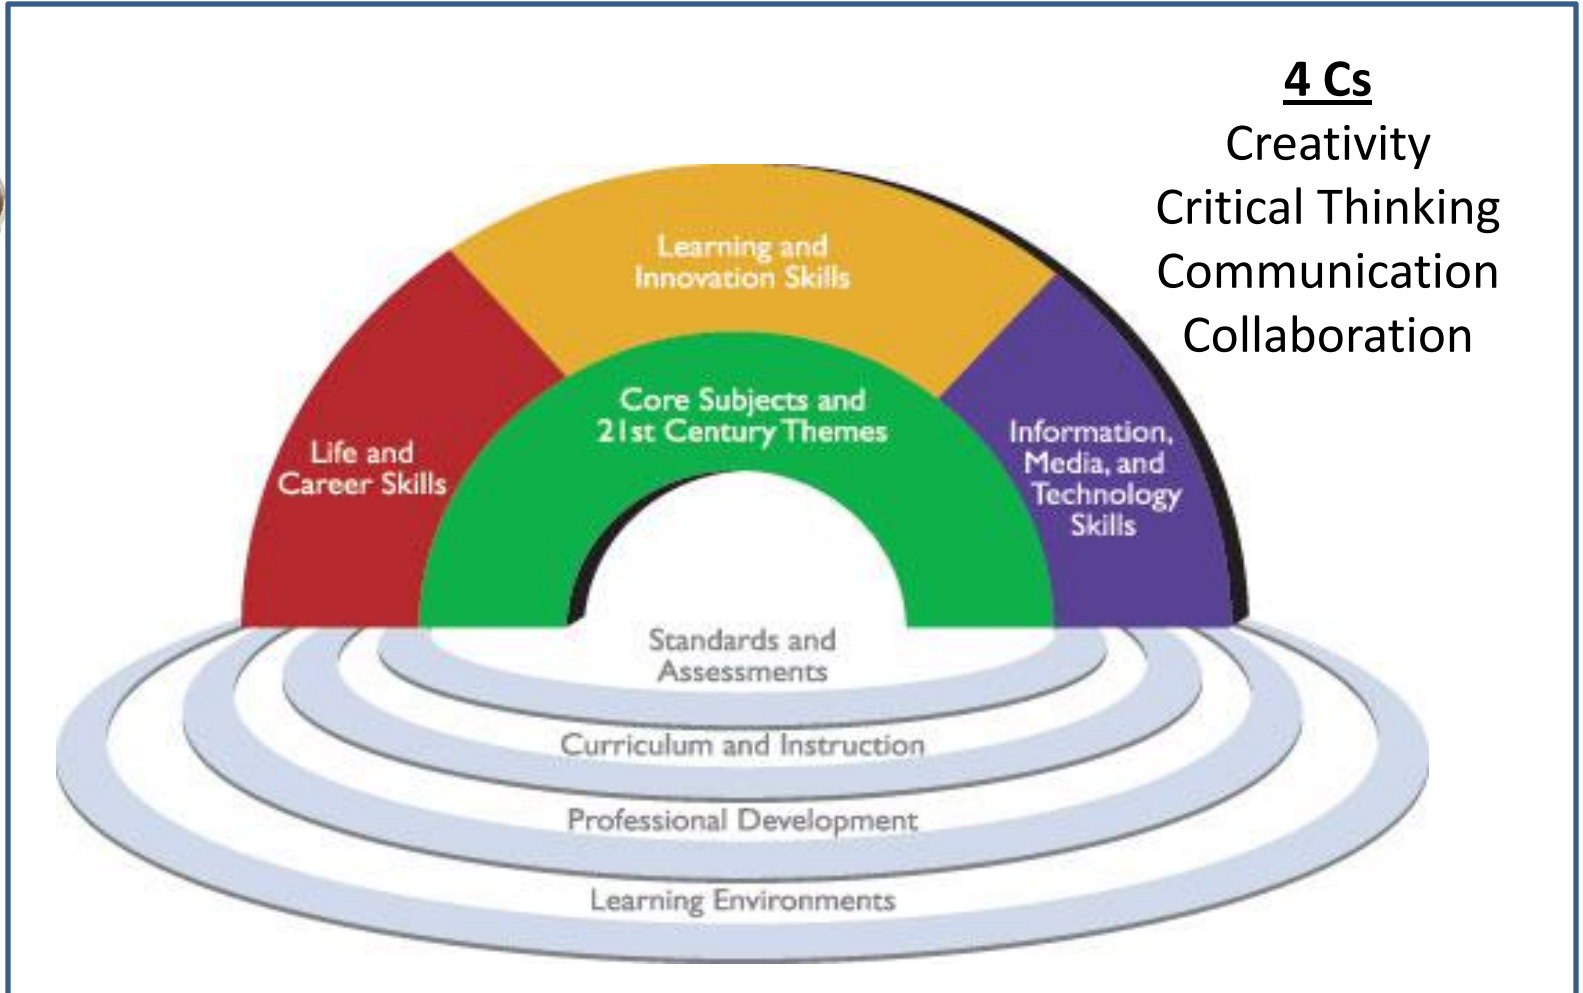 4 Cs
Creativity
Critical Thinking
Communication
Collaboration
Learning and
Innovation Skills
Core Subjects and
21st Century Themes
Life and
Career Skills
Information,
Media, and
Technology
Skills
Standards and
Assessments
Curriculum and Instruction
Professional Development
Learning Environments